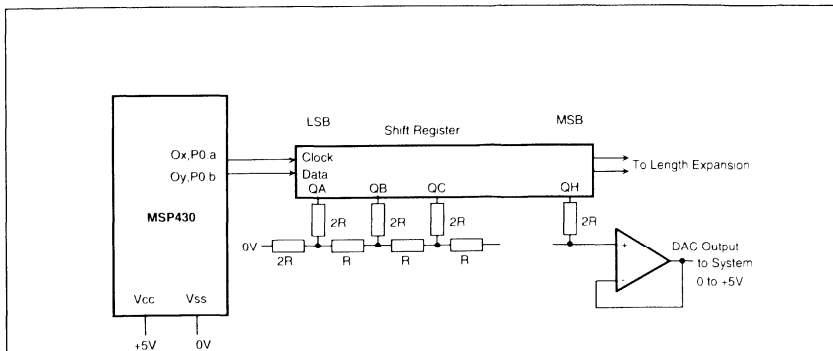 LSB
MSB
Shift Register
Ox,P0.a
Clock
To Length Expansion
Oy,P0.b
Data
QA
QB
QC
QH
MSP430
2R
2R
2R
2R
0V
DAC Output
+
to System
2R
R
R
R
-
0 to +5V
Vcc
Vss
+5V
0V